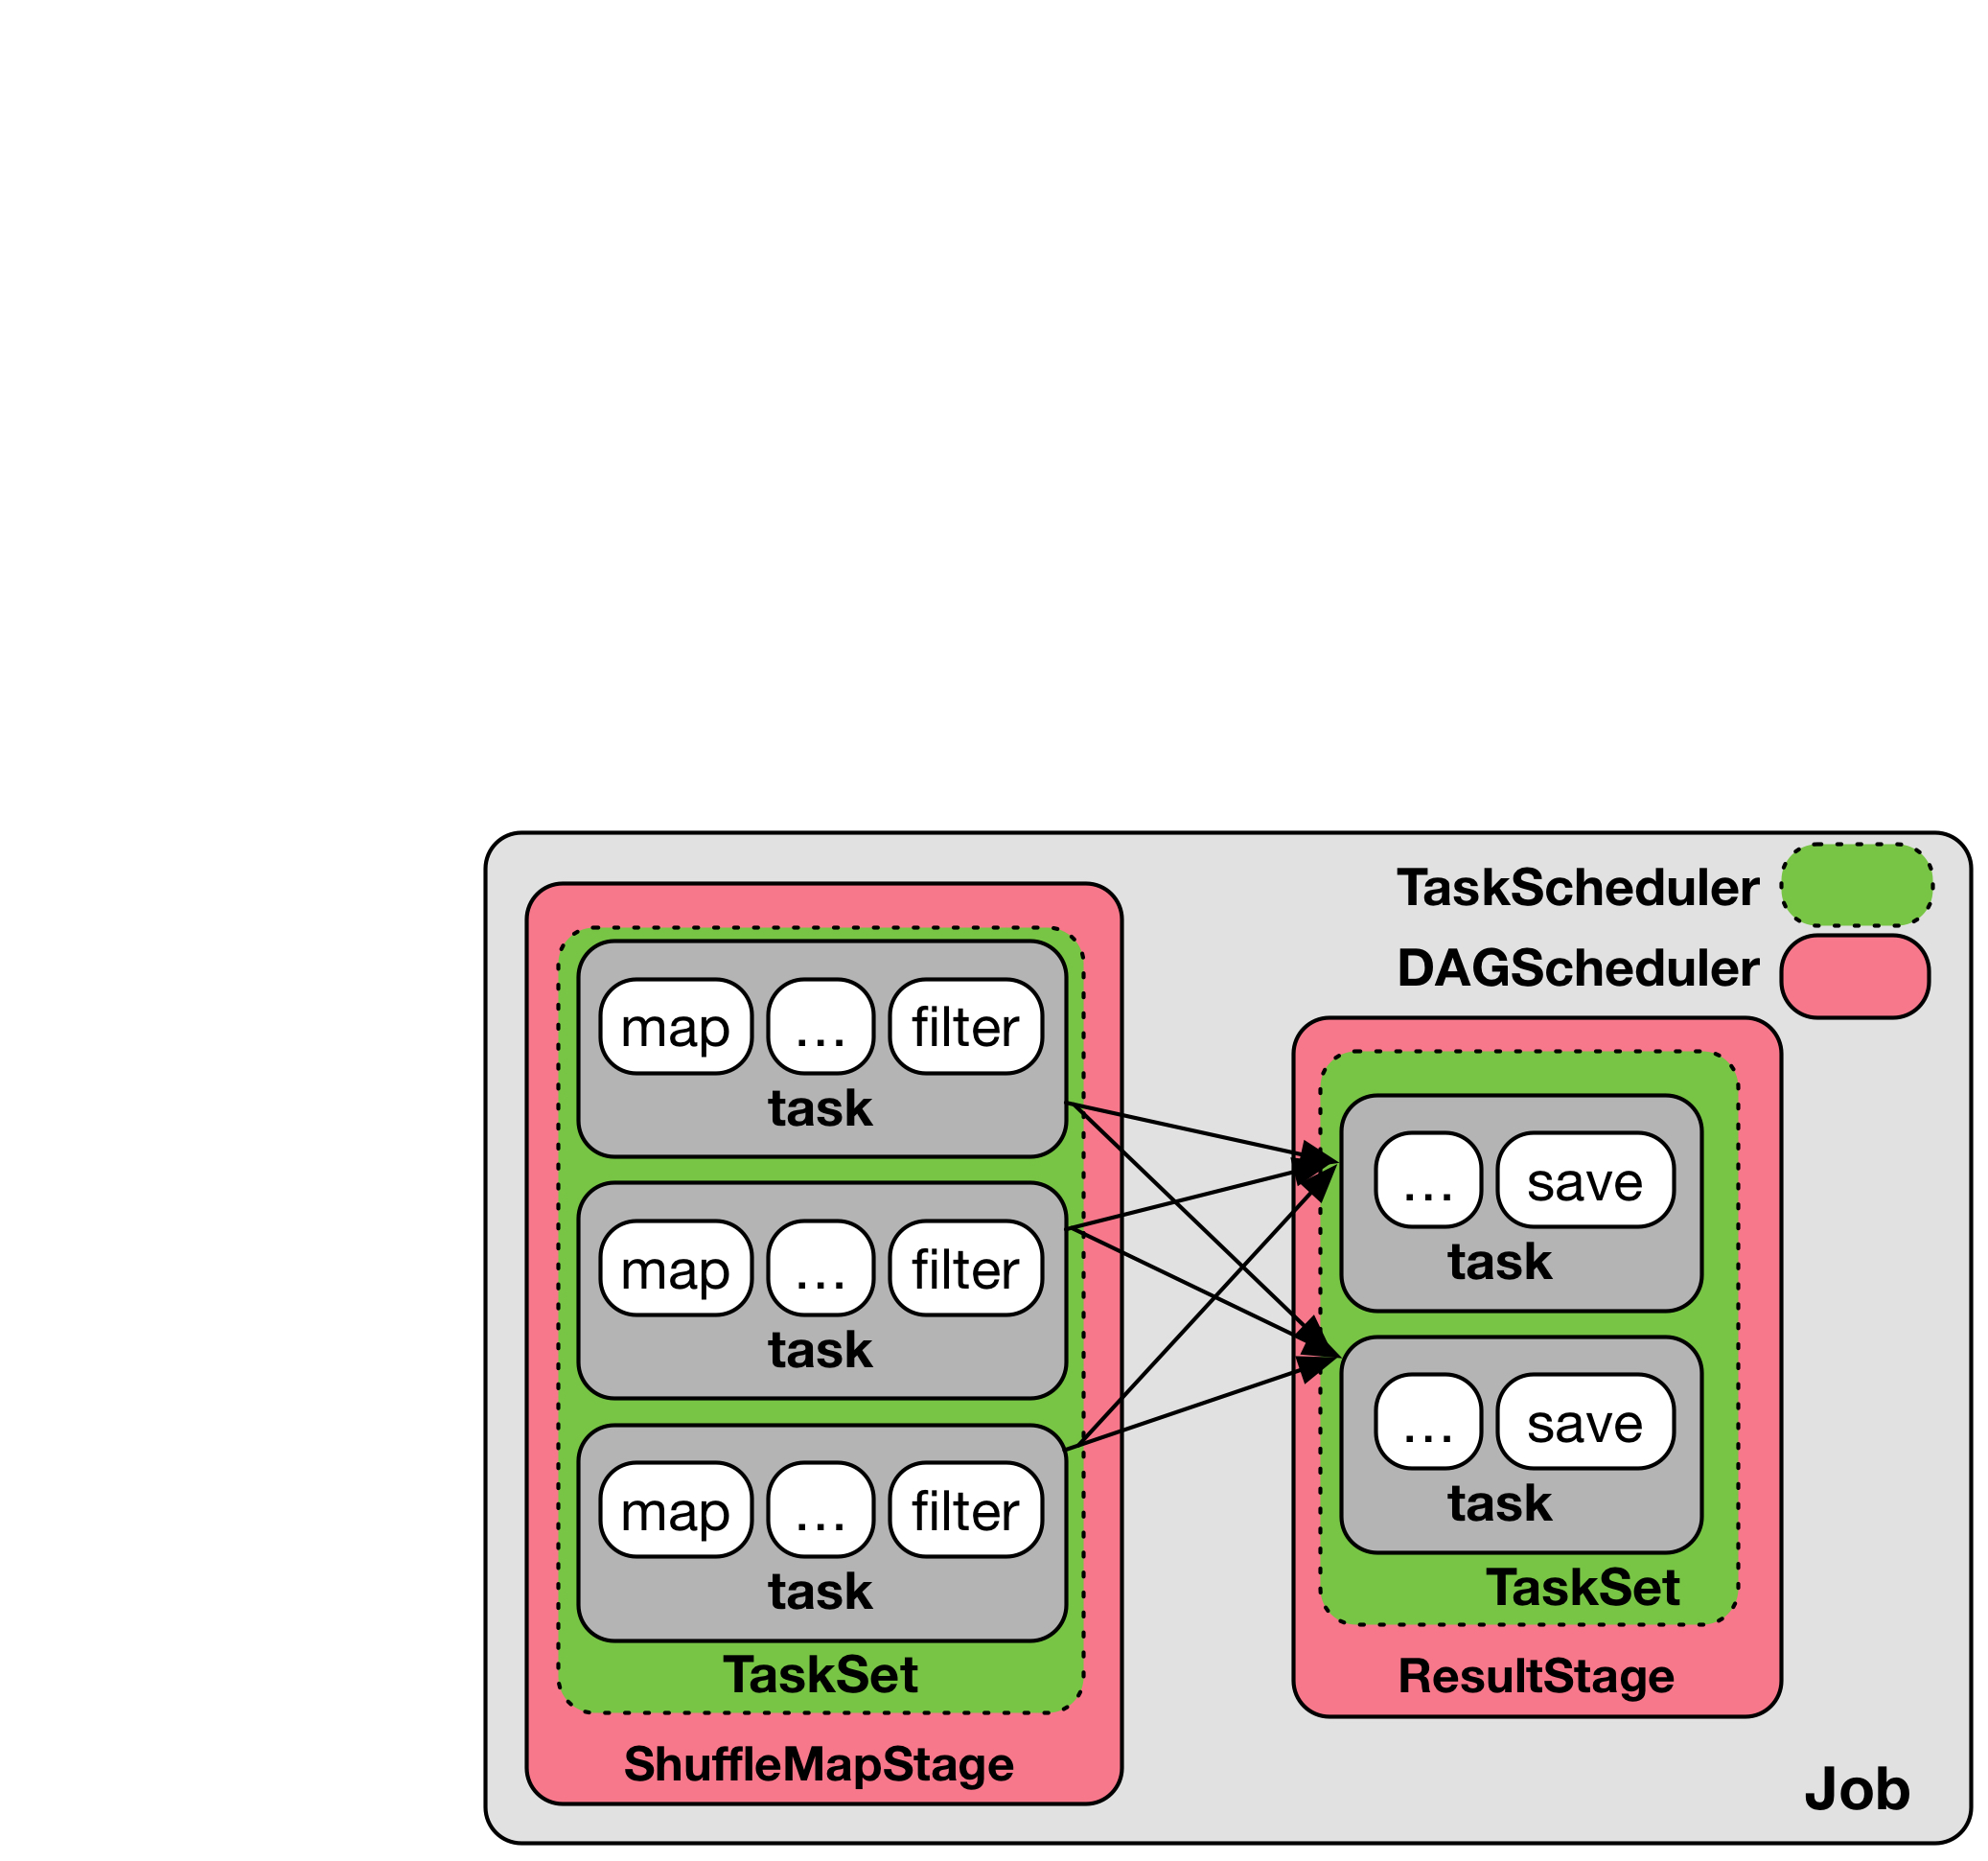 TaskScheduler
DAGScheduler
map … filter
task
map … filter
task
map … filter
task
TaskSet
ShuffleMapStage
… save
task
… save
task
TaskSet
ResultStage
Job